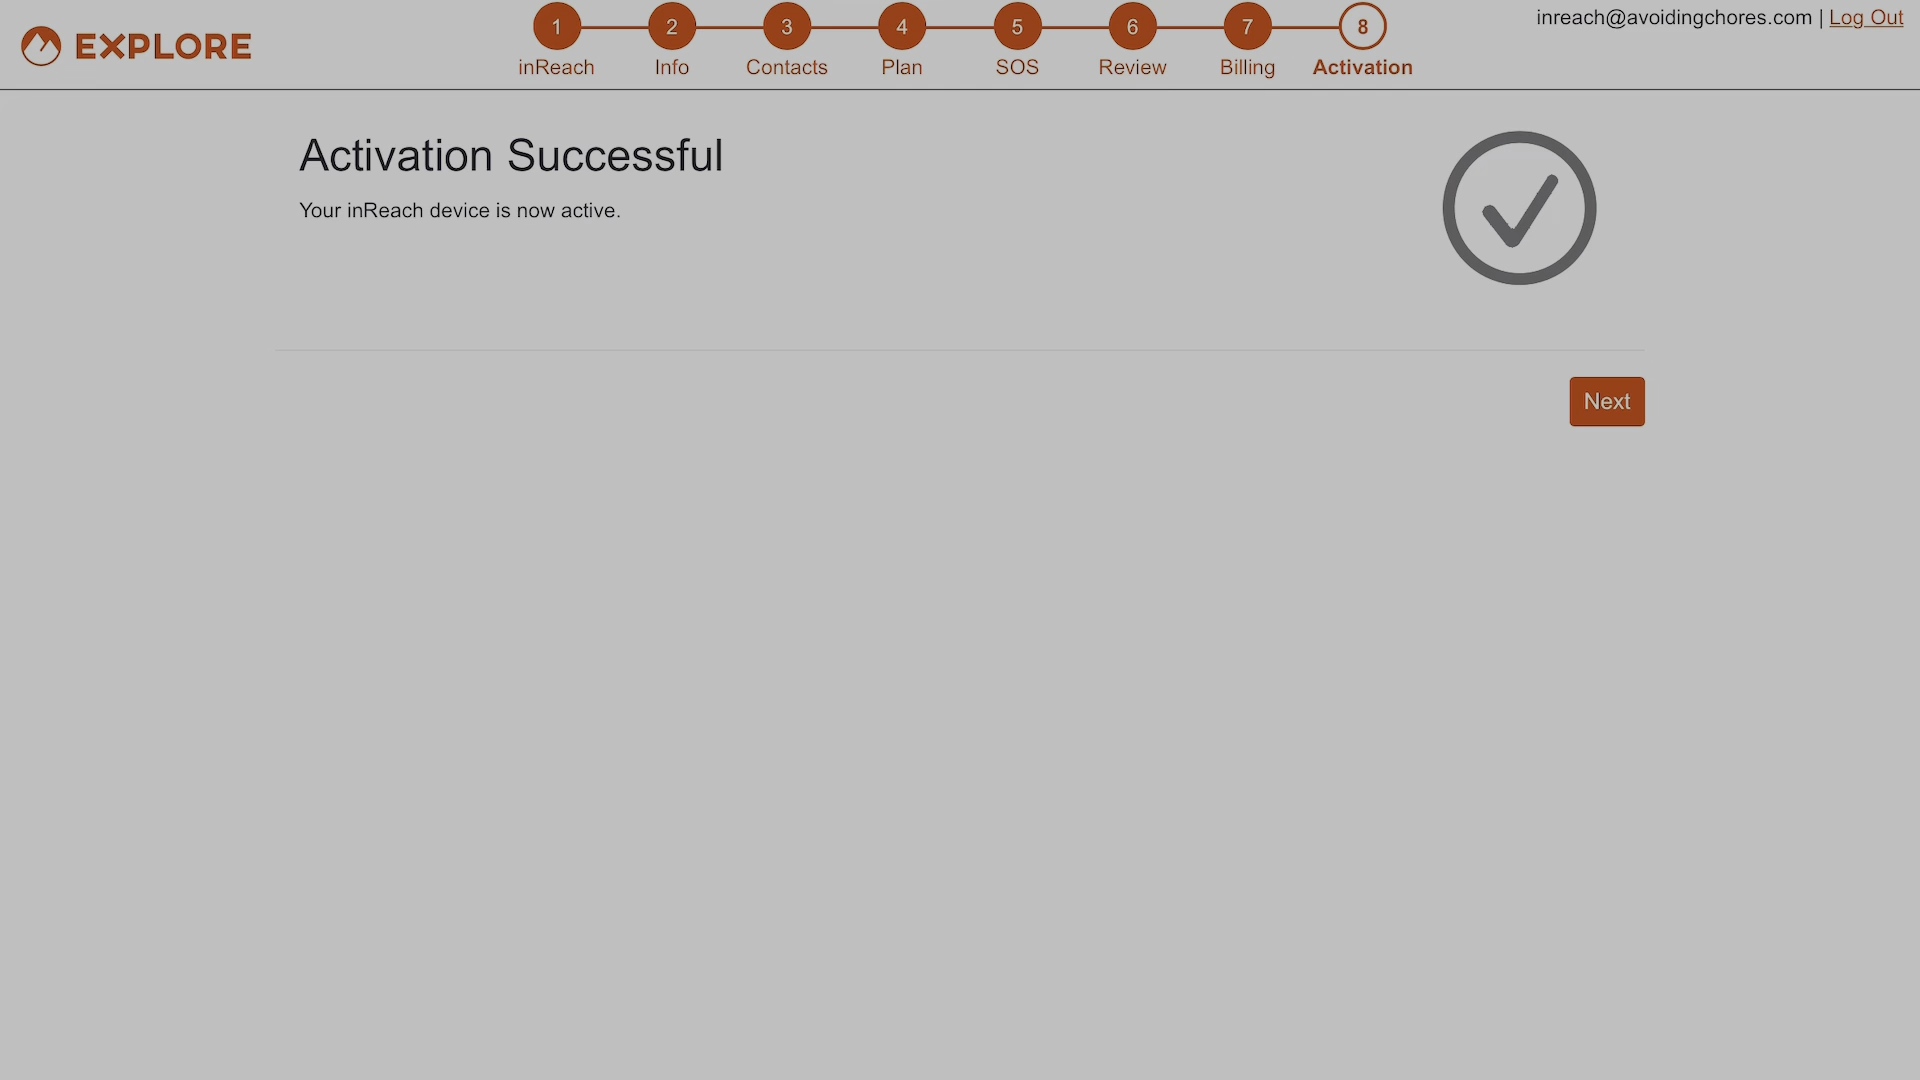 EXPLORE
1 2 3 4 5 6 7 8
inReach Info Contacts Plan SOS Review Billing Activation
inreach@avoidingchores.com | Log Out
Activation Successful
Your inReach device is now active.
Next